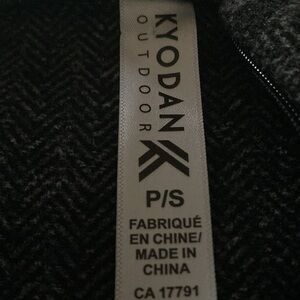 KYODAN
OUTDOOR
P/S
FABRIQUÉ
EN CHINE/
MADE IN
CHINA
CA 17791